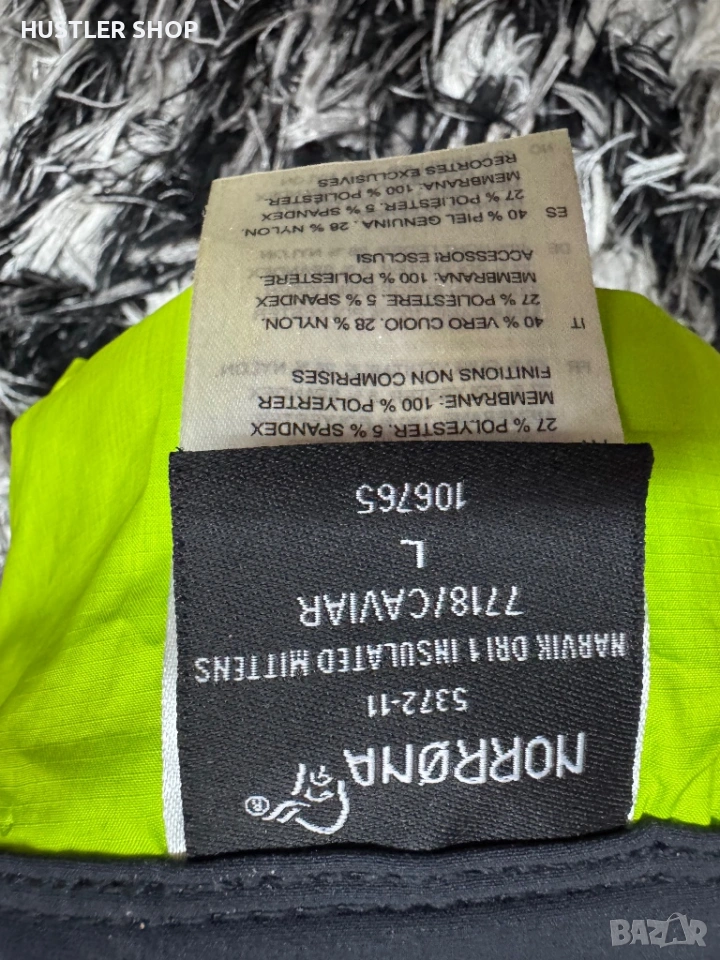 HUSTLER SHOP
NORRØNA
®
5372-11
NARVIK DRI 1 INSULATED MITTENS
7718/CAVIAR
L
106765
27 % POLYESTER. 5 % SPANDEX
MEMBRANE: 100 % POLYERTER
FINITIONS NON COMPRISES
IT
40 % VERO CUOIO. 28 % NYLON.
27 % POLIESTERE. 5 % SPANDEX
MEMBRANA: 100 % POLIESTERE.
ACCESSORI ESCLUSI
ES
40 % PIEL GENUINA . 28 % NYLON.
27 % POLIESTER. 5 % SPANDEX
MEMBRANA: 100 % POLIESTER
RECORTES EXCLUSIVES
BAZAR